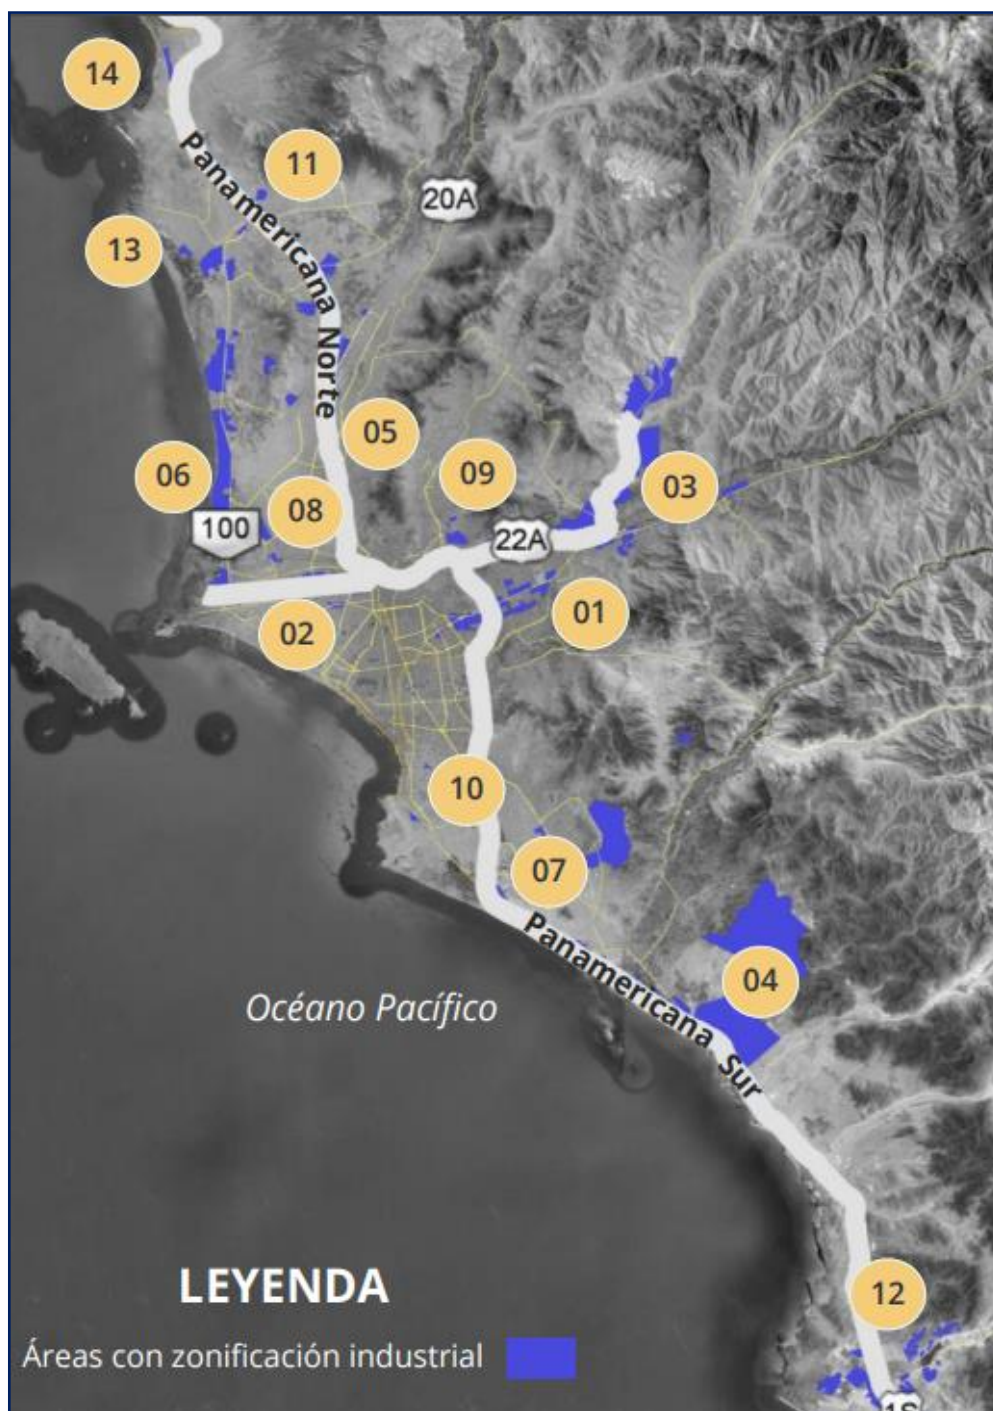 14
11
20A
Panamericana Norte
13
05
06
09
03
08
100
22A
01
02
10
07
Panamericana Sur
04
Océano Pacífico
12
LEYENDA
Áreas con zonificación industrial
1S